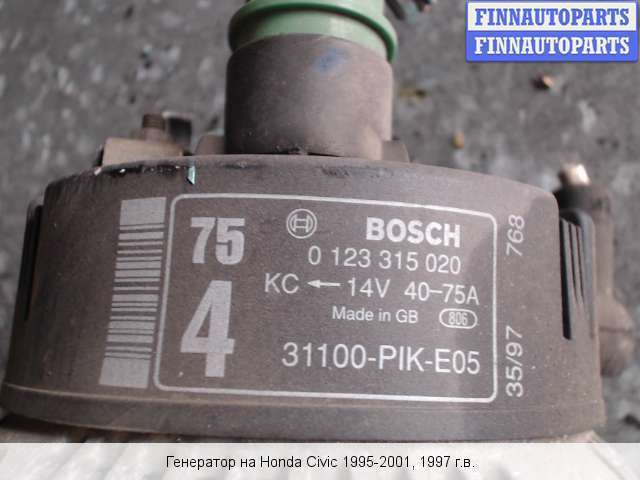 FINNAUTOPARTS
FINNAUTOPARTS
75
4
BOSCH
0 123 315 020
KC ← 14V 40-75A
Made in GB 806
31100-PIK-E05
35/97 768
Генератор на Honda Civic 1995-2001, 1997 г.в.